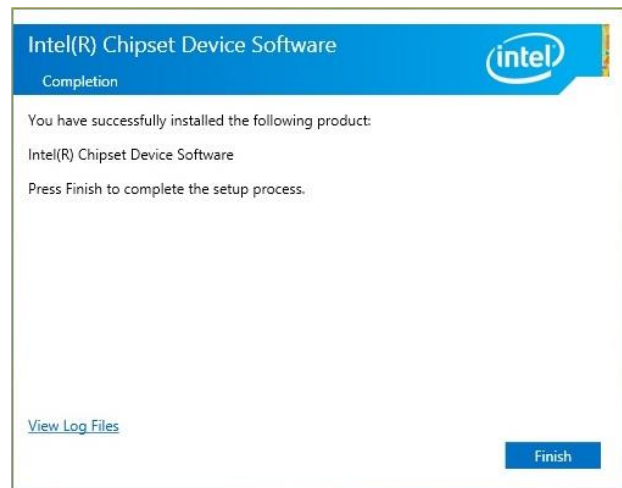 Intel(R) Chipset Device Software
intel
Completion
You have successfully installed the following product:
Intel(R) Chipset Device Software
Press Finish to complete the setup process.
View Log Files
Finish